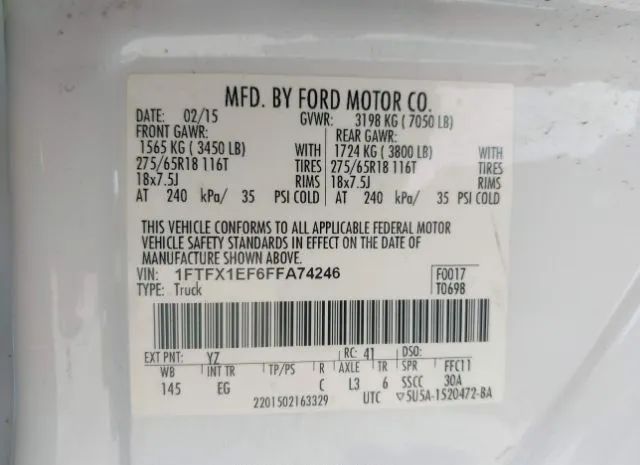 MFD. BY FORD MOTOR CO.
DATE: 02/15 GVWR: 3198 KG ( 7050 LB)
FRONT GAWR: REAR GAWR:
1565 KG ( 3450 LB) WITH 1724 KG ( 3800 LB) WITH
275/65R18 116T TIRES 275/65R18 116T TIRES
18x7.5J RIMS 18x7.5J RIMS
AT 240 kPa/ 35 PSI COLD AT 240 kPa/ 35 PSI COLD
THIS VEHICLE CONFORMS TO ALL APPLICABLE FEDERAL MOTOR
VEHICLE SAFETY STANDARDS IN EFFECT ON THE DATE OF
MANUFACTURE SHOWN ABOVE.
VIN: 1FTFX1EF6FFA74246 F0017
TYPE: Truck T0698
EXT PNT: YZ RC: 41 DSO:
WB INT TR TP/PS R AXLE TR SPR FFC11
145 EG C L3 6 SSCC 30A
2201502163329 UTC ▽5U5A-1520472-BA